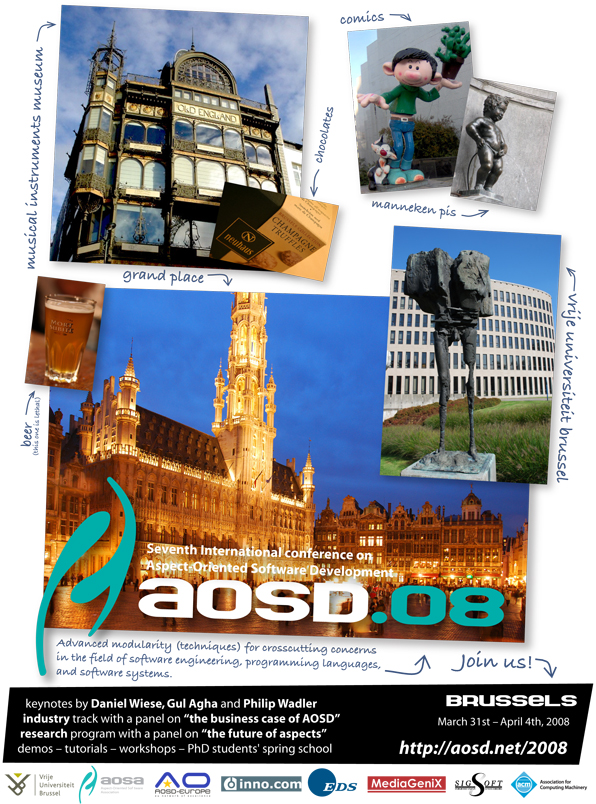 comics
musical instruments museum
OLD ENGLAND
chocolates
neuhaus
CHAMPAGNE
TRUFFLES
manneken pis
grand place
vrije universiteit brussel
beer
(this one is lethal)
Seventh International conference on
Aspect-Oriented Software Development
aosd.08
Advanced modularity (techniques) for crosscutting concerns
in the field of software engineering, programming languages,
and software systems.
Join us!
keynotes by Daniel Wiese, Gul Agha and Philip Wadler
industry track with a panel on “the business case of AOSD”
research program with a panel on “the future of aspects”
demos – tutorials – workshops – PhD students' spring school
BRUSSELS
March 31st – April 4th, 2008
http://aosd.net/2008
Vrije
Universiteit
Brussel
aosa
AO
AOSD-EUROPE
inno.com
EDS
MediaGeniX
SIGSOFT
acm
Association for
Computing Machinery